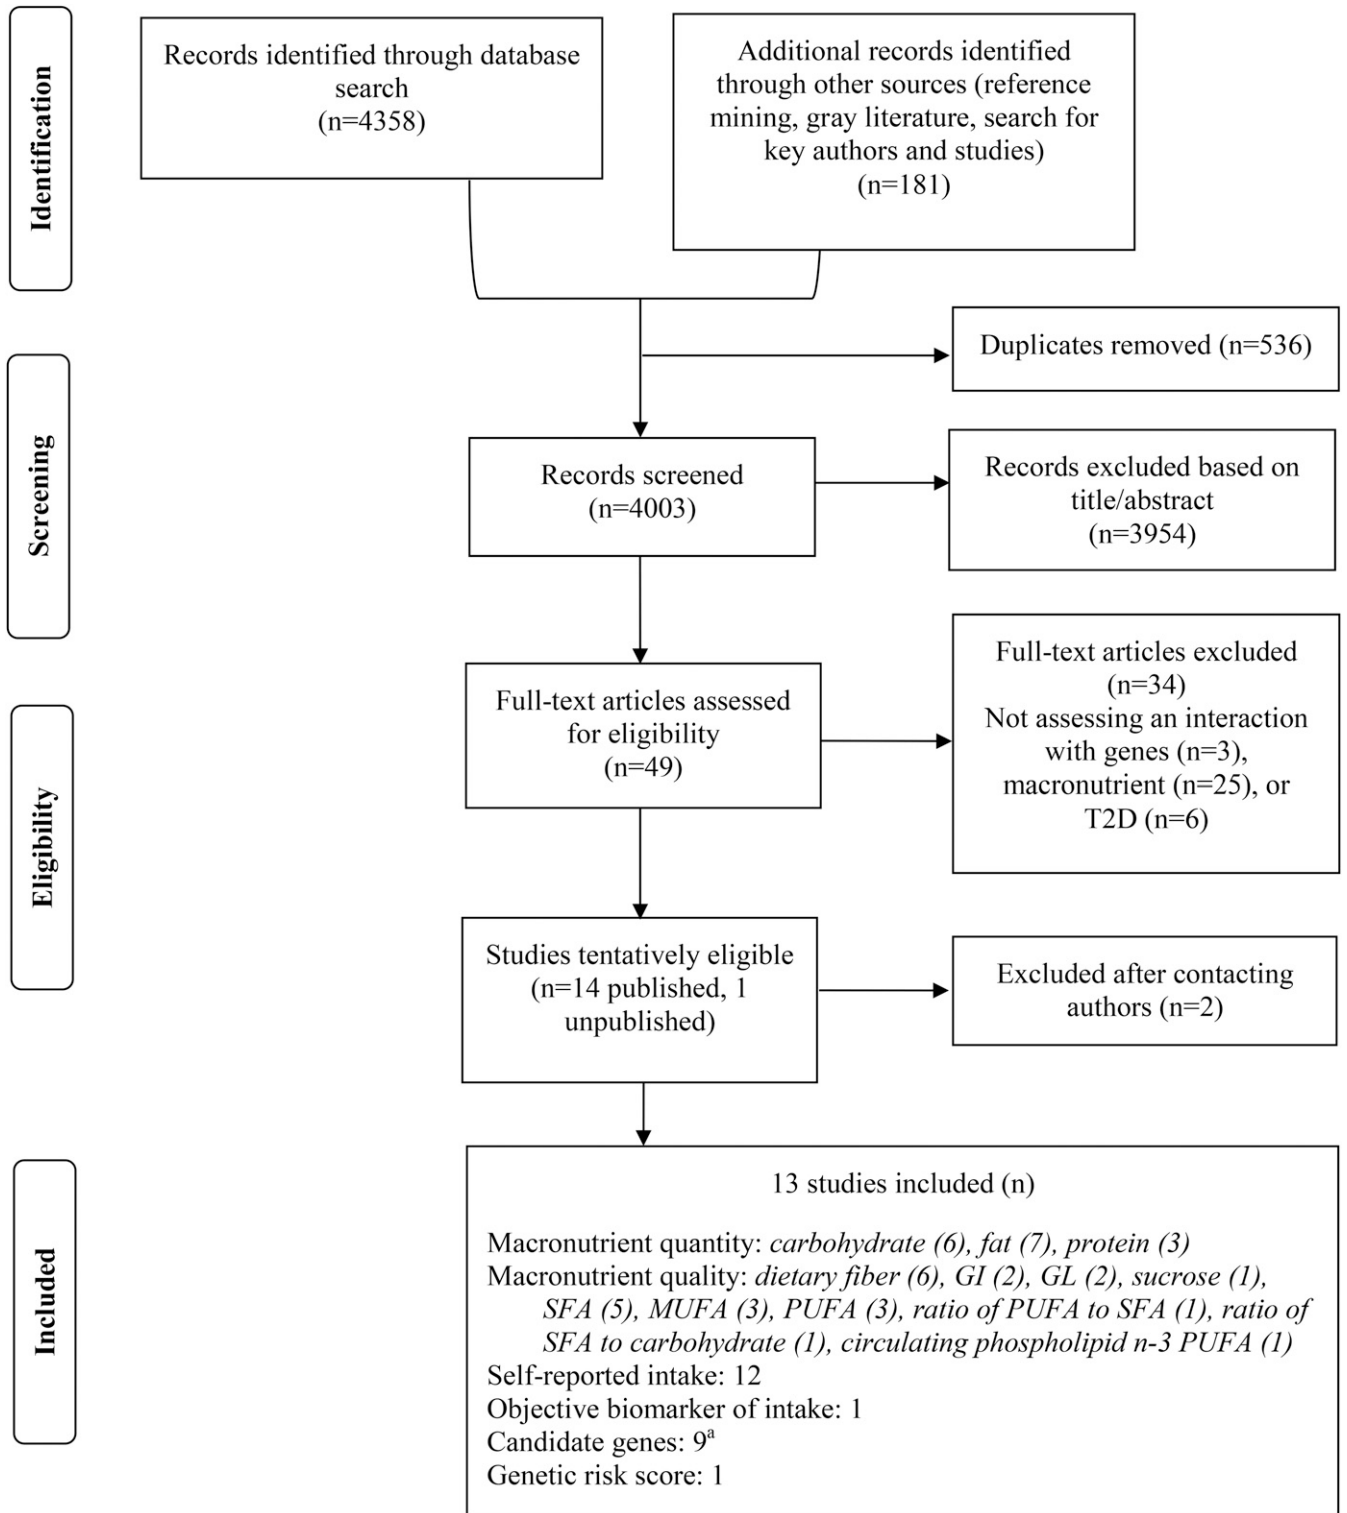 Identification
Records identified through database
search
(n=4358)
Additional records identified
through other sources (reference
mining, gray literature, search for
key authors and studies)
(n=181)
Duplicates removed (n=536)
Screening
Records screened
(n=4003)
Records excluded based on
title/abstract
(n=3954)
Eligibility
Full-text articles assessed
for eligibility
(n=49)
Full-text articles excluded
(n=34)
Not assessing an interaction
with genes (n=3),
macronutrient (n=25), or
T2D (n=6)
Studies tentatively eligible
(n=14 published, 1
unpublished)
Excluded after contacting
authors (n=2)
Included
13 studies included (n)
Macronutrient quantity: carbohydrate (6), fat (7), protein (3)
Macronutrient quality: dietary fiber (6), GI (2), GL (2), sucrose (1),
SFA (5), MUFA (3), PUFA (3), ratio of PUFA to SFA (1), ratio of
SFA to carbohydrate (1), circulating phospholipid n-3 PUFA (1)
Self-reported intake: 12
Objective biomarker of intake: 1
Candidate genes: 9ᵃ
Genetic risk score: 1